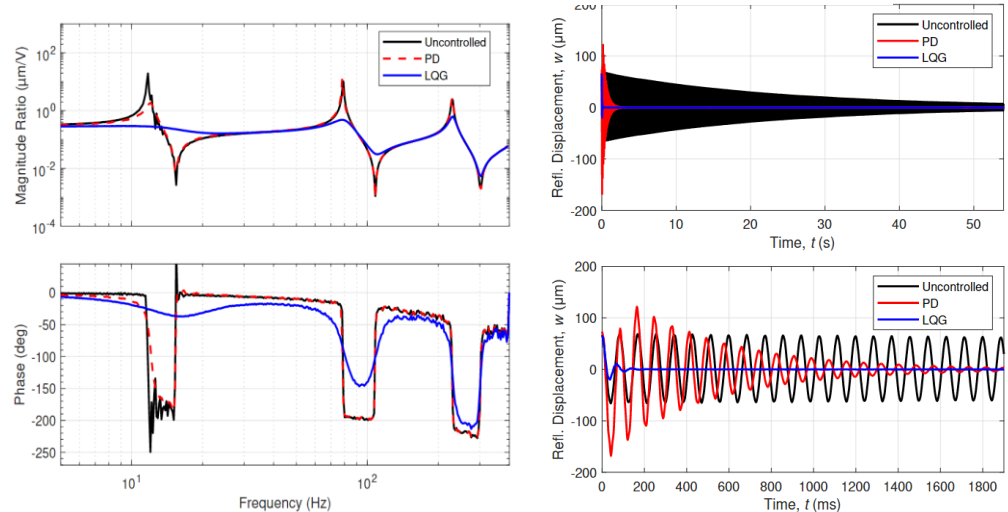 Magnitude Ratio (µm/V)
10^2
10^0
10^-2
10^-4
Uncontrolled
PD
LQG
Phase (deg)
0
-50
-100
-150
-200
-250
10^1
10^2
Frequency (Hz)
Uncontrolled
PD
LQG
Refl. Displacement, w (µm)
200
100
0
-100
-200
0
10
20
30
40
50
Time, t (s)
Uncontrolled
PD
LQG
Refl. Displacement, w (µm)
200
100
0
-100
-200
0
200
400
600
800
1000
1200
1400
1600
1800
Time, t (ms)
Uncontrolled
PD
LQG